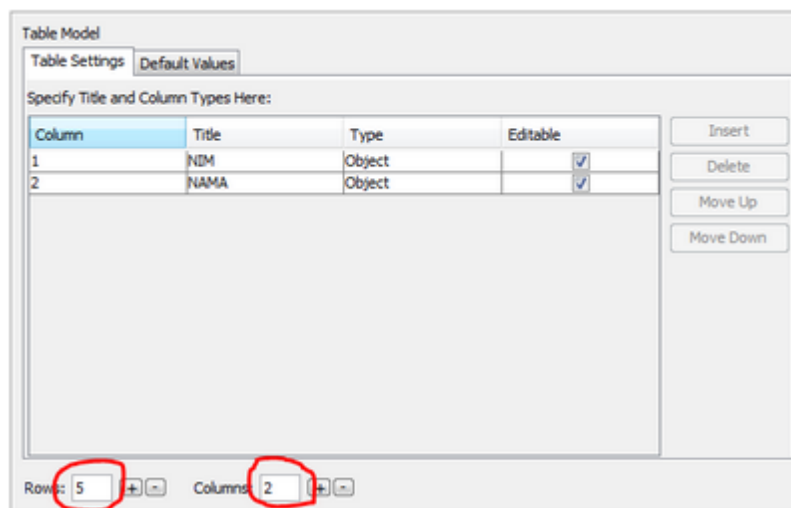 Table Model
Table Settings Default Values
Specify Title and Column Types Here:
Column Title Type Editable
1 NIM Object
2 NAMA Object
Insert
Delete
Move Up
Move Down
Rows: 5 + - Columns: 2 + -